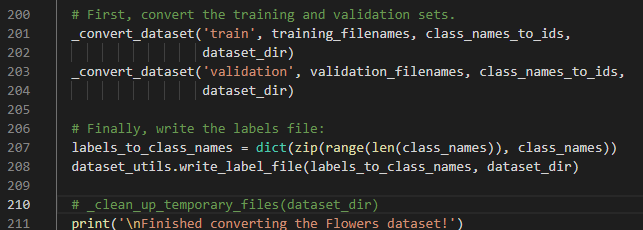 200 # First, convert the training and validation sets.
201 _convert_dataset('train', training_filenames, class_names_to_ids,
202 dataset_dir)
203 _convert_dataset('validation', validation_filenames, class_names_to_ids,
204 dataset_dir)
205
206 # Finally, write the labels file:
207 labels_to_class_names = dict(zip(range(len(class_names)), class_names))
208 dataset_utils.write_label_file(labels_to_class_names, dataset_dir)
209
210 # _clean_up_temporary_files(dataset_dir)
211 print('\nFinished converting the Flowers dataset!')